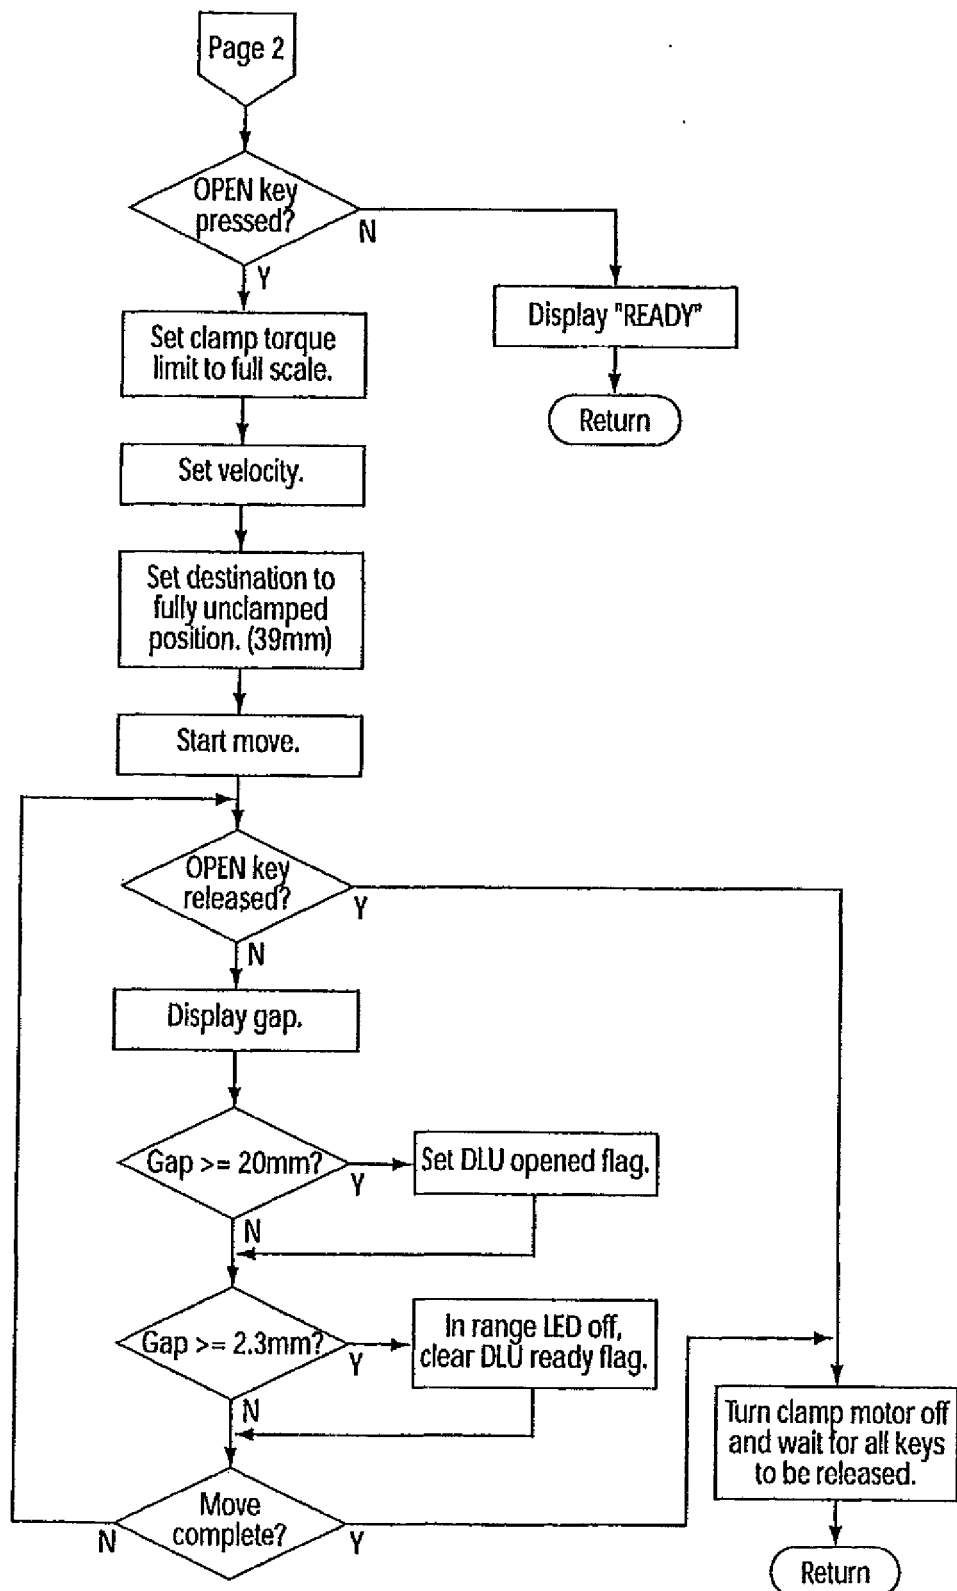 Page 2
OPEN key
pressed?
N
Y
Display "READY"
Set clamp torque
limit to full scale.
Return
Set velocity.
Set destination to
fully unclamped
position. (39mm)
Start move.
OPEN key
released?
Y
N
Display gap.
Gap >= 20mm?
Y
Set DLU opened flag.
N
Gap >= 2.3mm?
Y
In range LED off,
clear DLU ready flag.
N
Turn clamp motor off
and wait for all keys
to be released.
Move
complete?
N
Y
Return